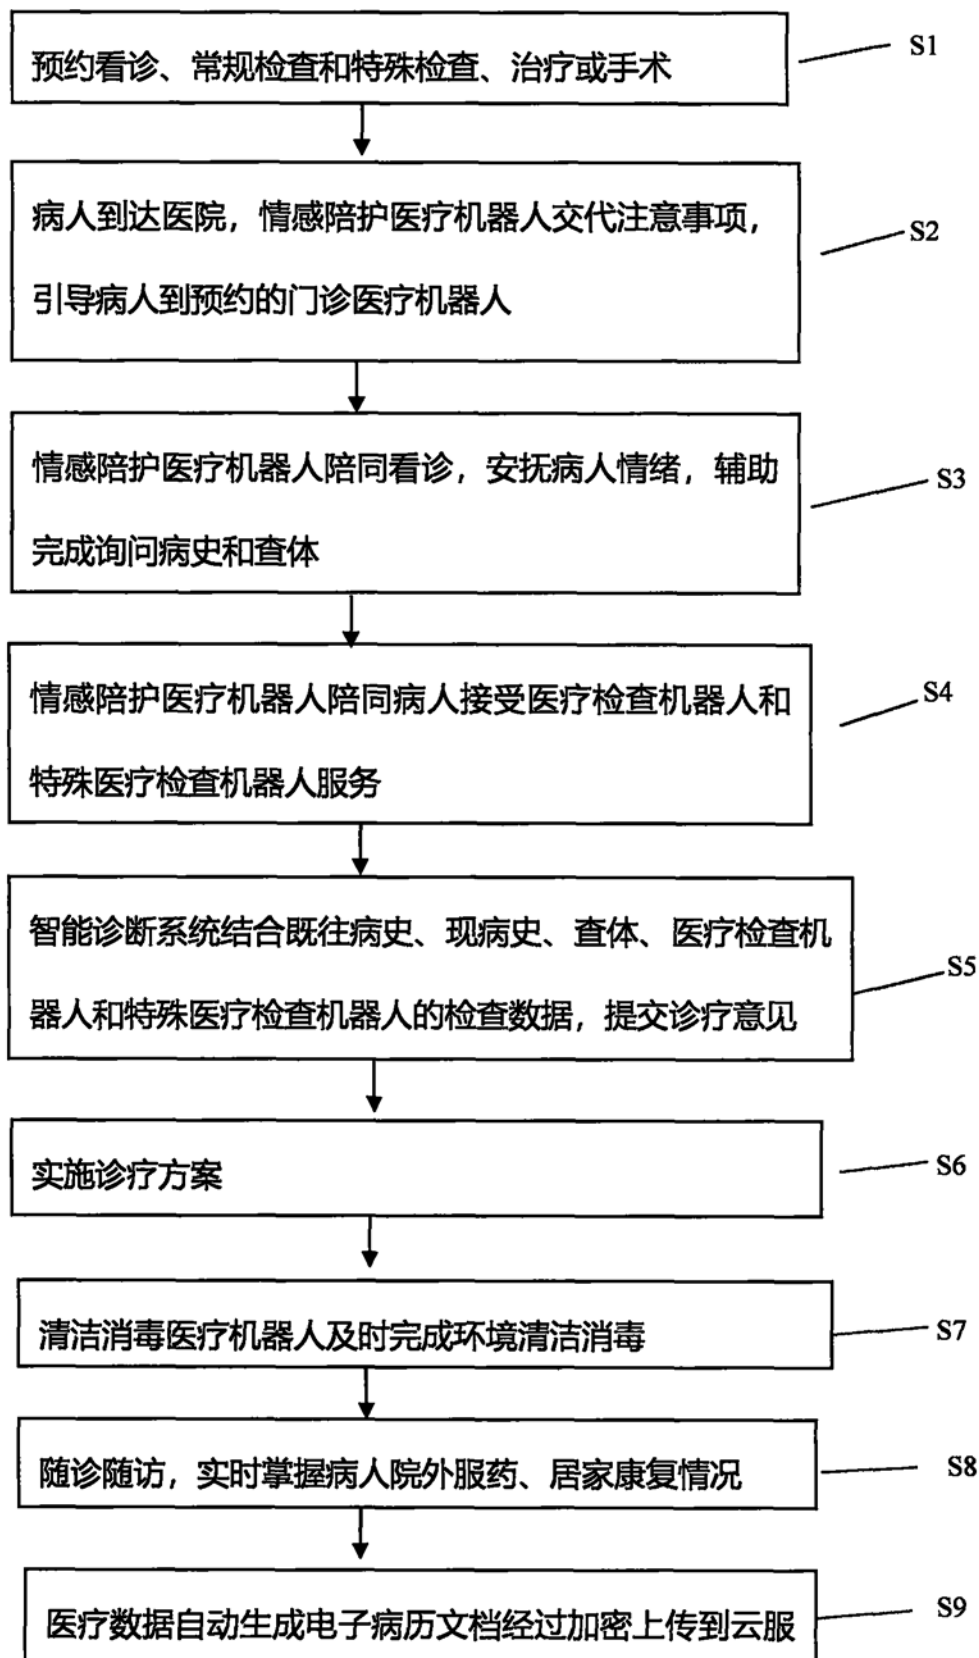 预约看诊、常规检查和特殊检查、治疗或手术
S1
病人到达医院，情感陪护医疗机器人交代注意事项，
引导病人到预约的门诊医疗机器人
S2
情感陪护医疗机器人陪同看诊，安抚病人情绪，辅助
完成询问病史和查体
S3
情感陪护医疗机器人陪同病人接受医疗检查机器人和
特殊医疗检查机器人服务
S4
智能诊断系统结合既往病史、现病史、查体、医疗检查机
器人和特殊医疗检查机器人的检查数据，提交诊疗意见
S5
实施诊疗方案
S6
清洁消毒医疗机器人及时完成环境清洁消毒
S7
随诊随访，实时掌握病人院外服药、居家康复情况
S8
医疗数据自动生成电子病历文档经过加密上传到云服
S9